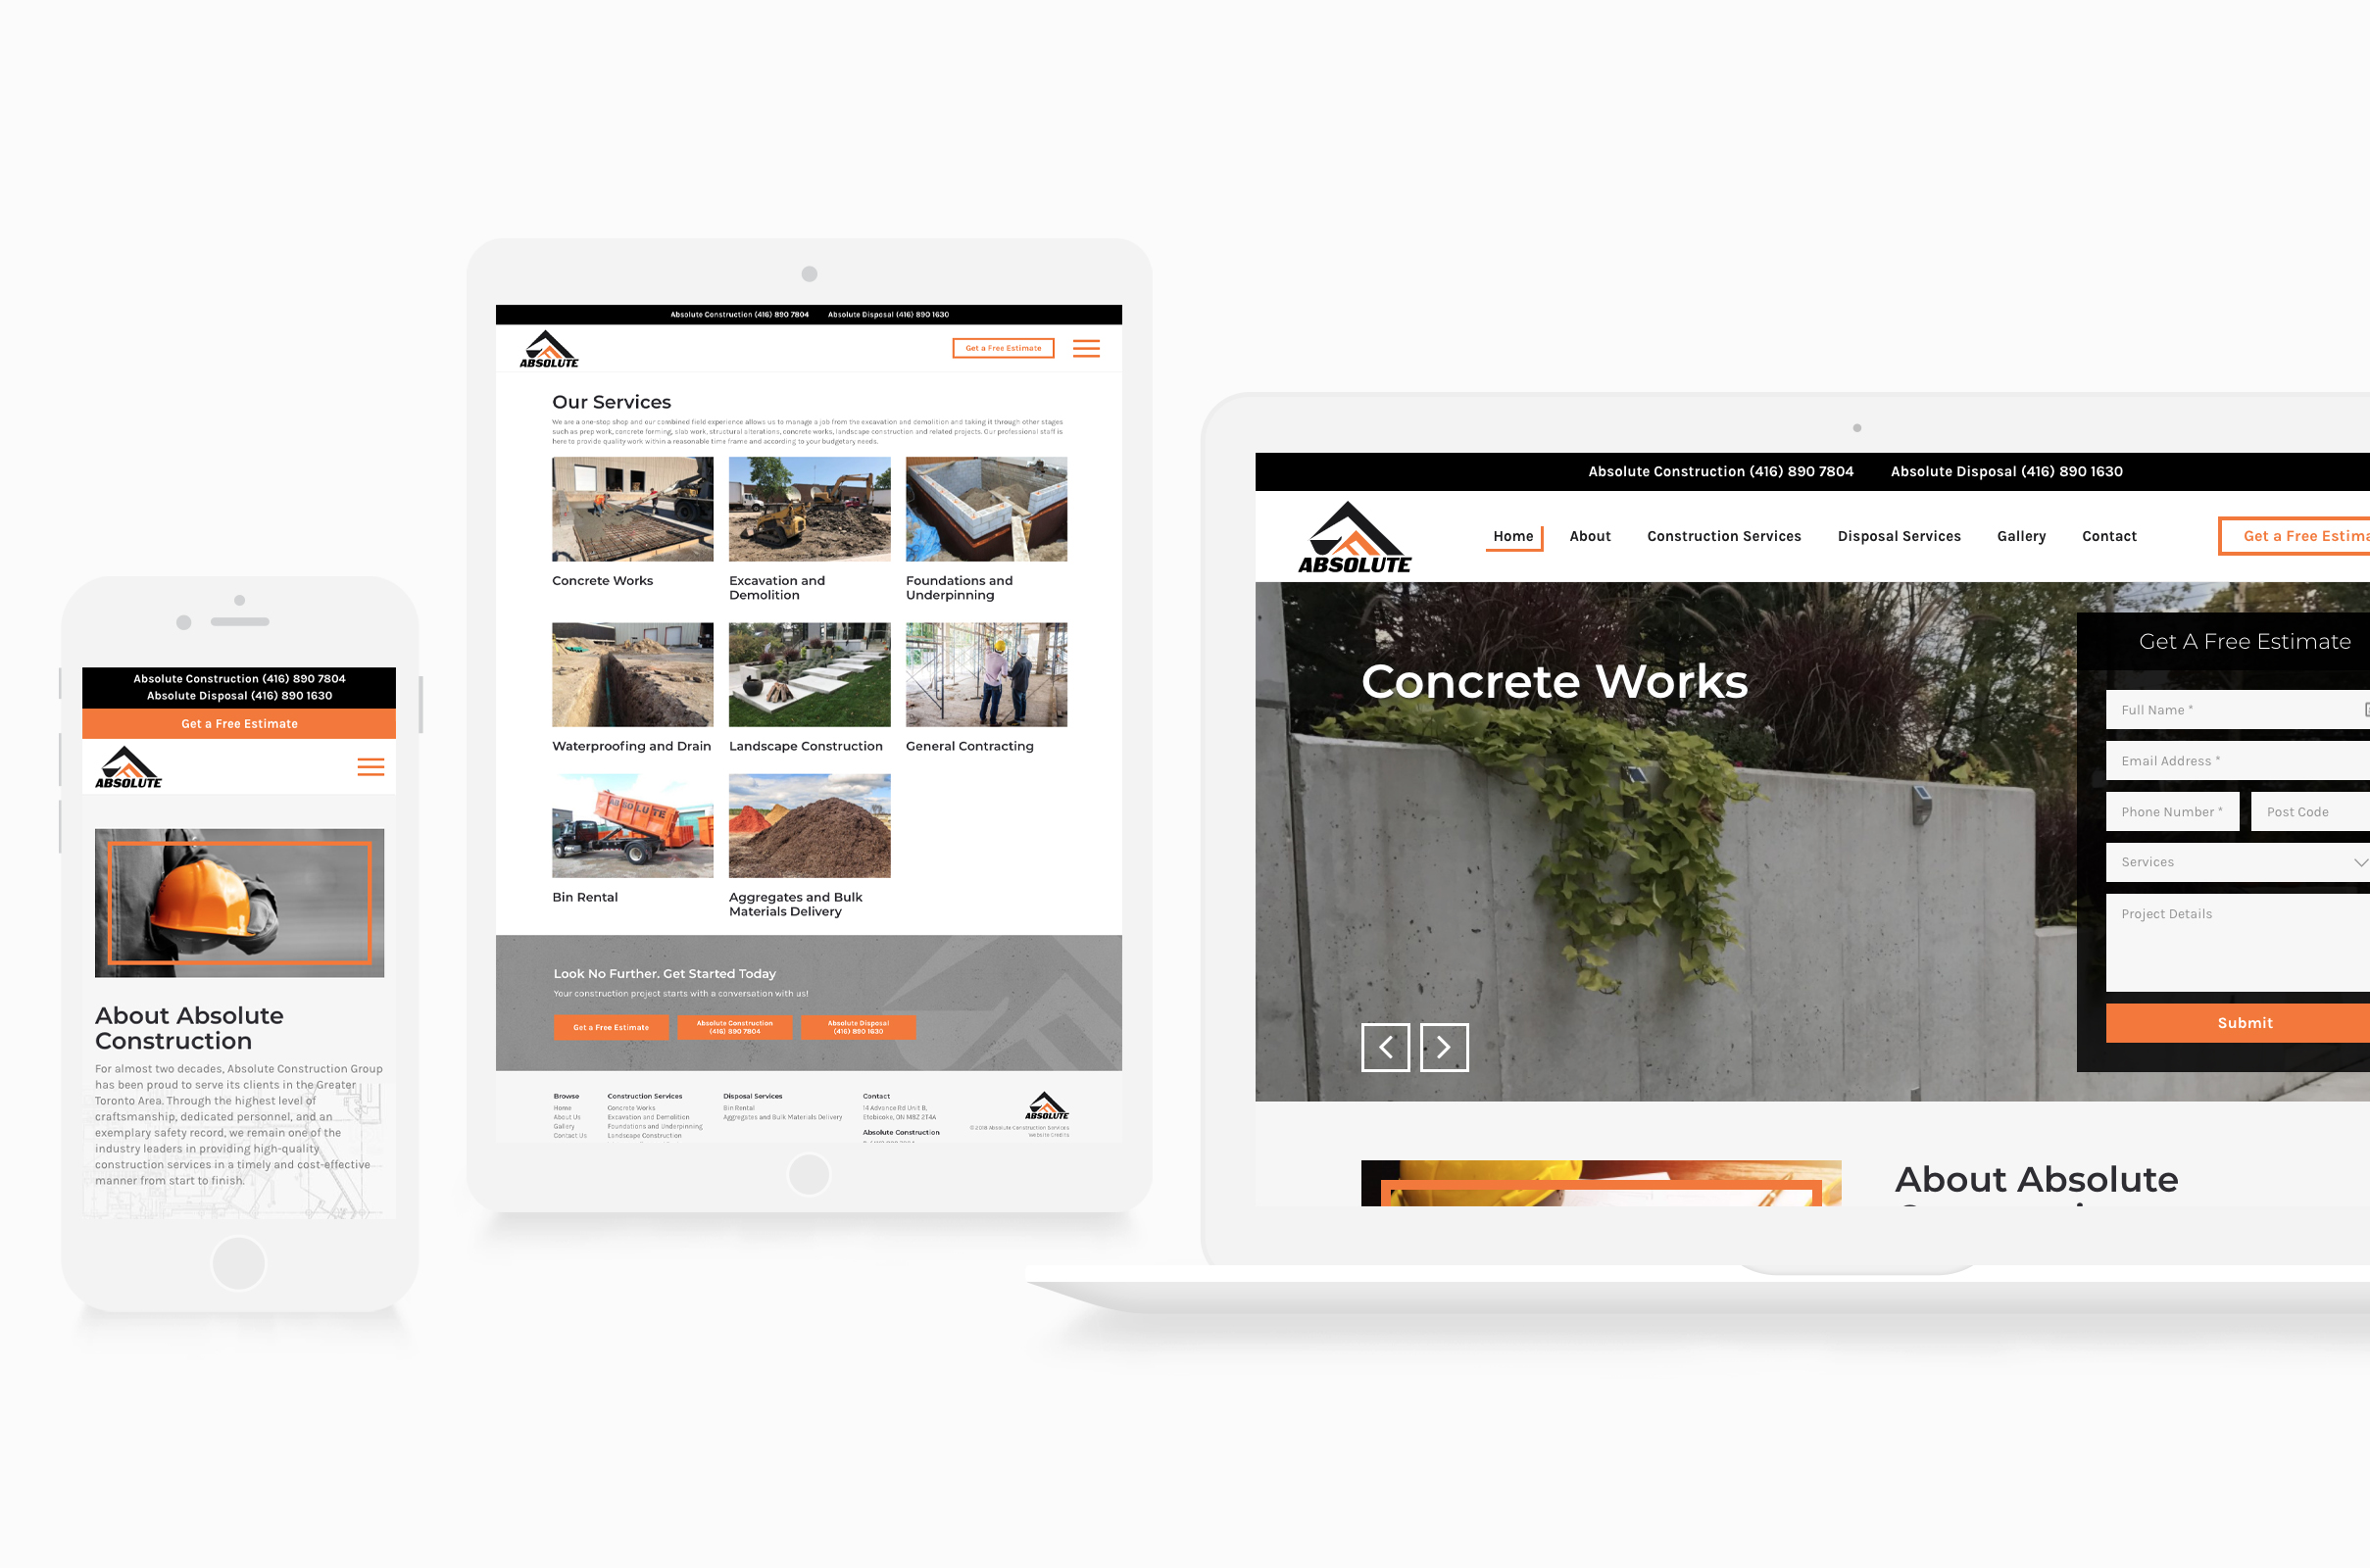 Absolute Construction (416) 890 7804
Absolute Disposal (416) 890 1630
Get a Free Estimate
ABSOLUTE
About Absolute
Construction
For almost two decades, Absolute Construction Group
has been proud to serve its clients in the Greater
Toronto Area. Through the highest level of
craftsmanship, dedicated personnel, and an
exemplary safety record, we remain one of the
industry leaders in providing high-quality
construction services in a timely and cost-effective
manner from start to finish.
Absolute Construction (416) 890 7804 Absolute Disposal (416) 890 1630
ABSOLUTE
Get a Free Estimate
Our Services
We are a one-stop shop and our combined field experience allows us to manage a job from the excavation and demolition and taking it through other stages
such as prep work, concrete forming, slab work, structural alterations, concrete works, landscape construction and related projects. Our professional staff is
here to provide quality work within a reasonable time frame and according to your budgetary needs.
Concrete Works
Excavation and
Demolition
Foundations and
Underpinning
Waterproofing and Drain
Landscape Construction
General Contracting
ABSOLUTE
Bin Rental
Aggregates and Bulk
Materials Delivery
Look No Further. Get Started Today
Your construction project starts with a conversation with us!
Get a Free Estimate
Absolute Construction
(416) 890 7804
Absolute Disposal
(416) 890 1630
Browse
Home
About Us
Gallery
Contact Us
Construction Services
Concrete Works
Excavation and Demolition
Foundations and Underpinning
Landscape Construction
Disposal Services
Bin Rental
Aggregates and Bulk Materials Delivery
Contact
14 Advance Rd Unit B,
Etobicoke, ON M8Z 2T4A
Absolute Construction
ABSOLUTE
© 2018 Absolute Construction Services
Website Credits
Absolute Construction (416) 890 7804 Absolute Disposal (416) 890 1630
ABSOLUTE
Home About Construction Services Disposal Services Gallery Contact
Get a Free Estima
Concrete Works
Get A Free Estimate
Full Name *
Email Address *
Phone Number * Post Code
Services
Project Details
Submit
About Absolute